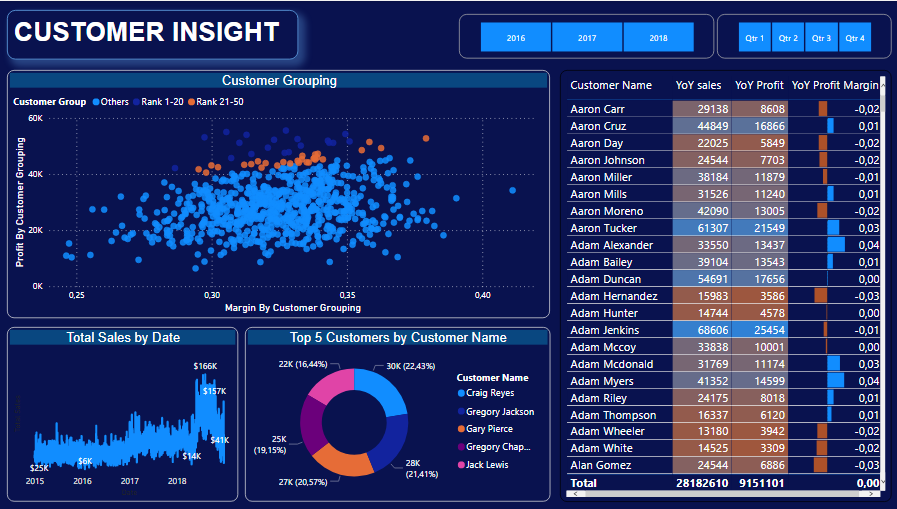 CUSTOMER INSIGHT
2016 2017 2018
Qtr 1 Qtr 2 Qtr 3 Qtr 4
Customer Grouping
Customer Group Others Rank 1-20 Rank 21-50
Profit By Customer Grouping
60K
40K
20K
0K
0,25 0,30 0,35 0,40
Margin By Customer Grouping
Total Sales by Date
$166K
$157K
$41K
$14K
$6K
$25K
2015 2016 2017 2018
Top 5 Customers by Customer Name
22K (16,44%)
30K (22,43%)
25K
(19,15%)
27K (20,57%)
28K
(21,41%)
Customer Name
Craig Reyes
Gregory Jackson
Gary Pierce
Gregory Chap...
Jack Lewis
Customer Name YoY sales YoY Profit YoY Profit Margin
Aaron Carr 29138 8608 -0,02
Aaron Cruz 44849 16866 0,01
Aaron Day 22025 5849 -0,02
Aaron Johnson 24544 7703 -0,02
Aaron Miller 38184 11879 -0,01
Aaron Mills 31526 11240 0,01
Aaron Moreno 42090 13005 -0,02
Aaron Tucker 61307 21549 0,03
Adam Alexander 33550 13437 0,04
Adam Bailey 39104 13543 0,01
Adam Duncan 54691 17656 0,00
Adam Hernandez 15983 3586 -0,03
Adam Hunter 14744 4578 0,00
Adam Jenkins 68606 25454 -0,01
Adam Mccoy 33838 10001 0,00
Adam Mcdonald 31769 11174 0,03
Adam Myers 41352 14599 0,04
Adam Riley 24175 8018 0,01
Adam Thompson 16337 6120 0,01
Adam Wheeler 13180 3942 -0,02
Adam White 14525 3309 -0,02
Alan Gomez 24544 6886 -0,03
Total 28182610 9151101 0,00